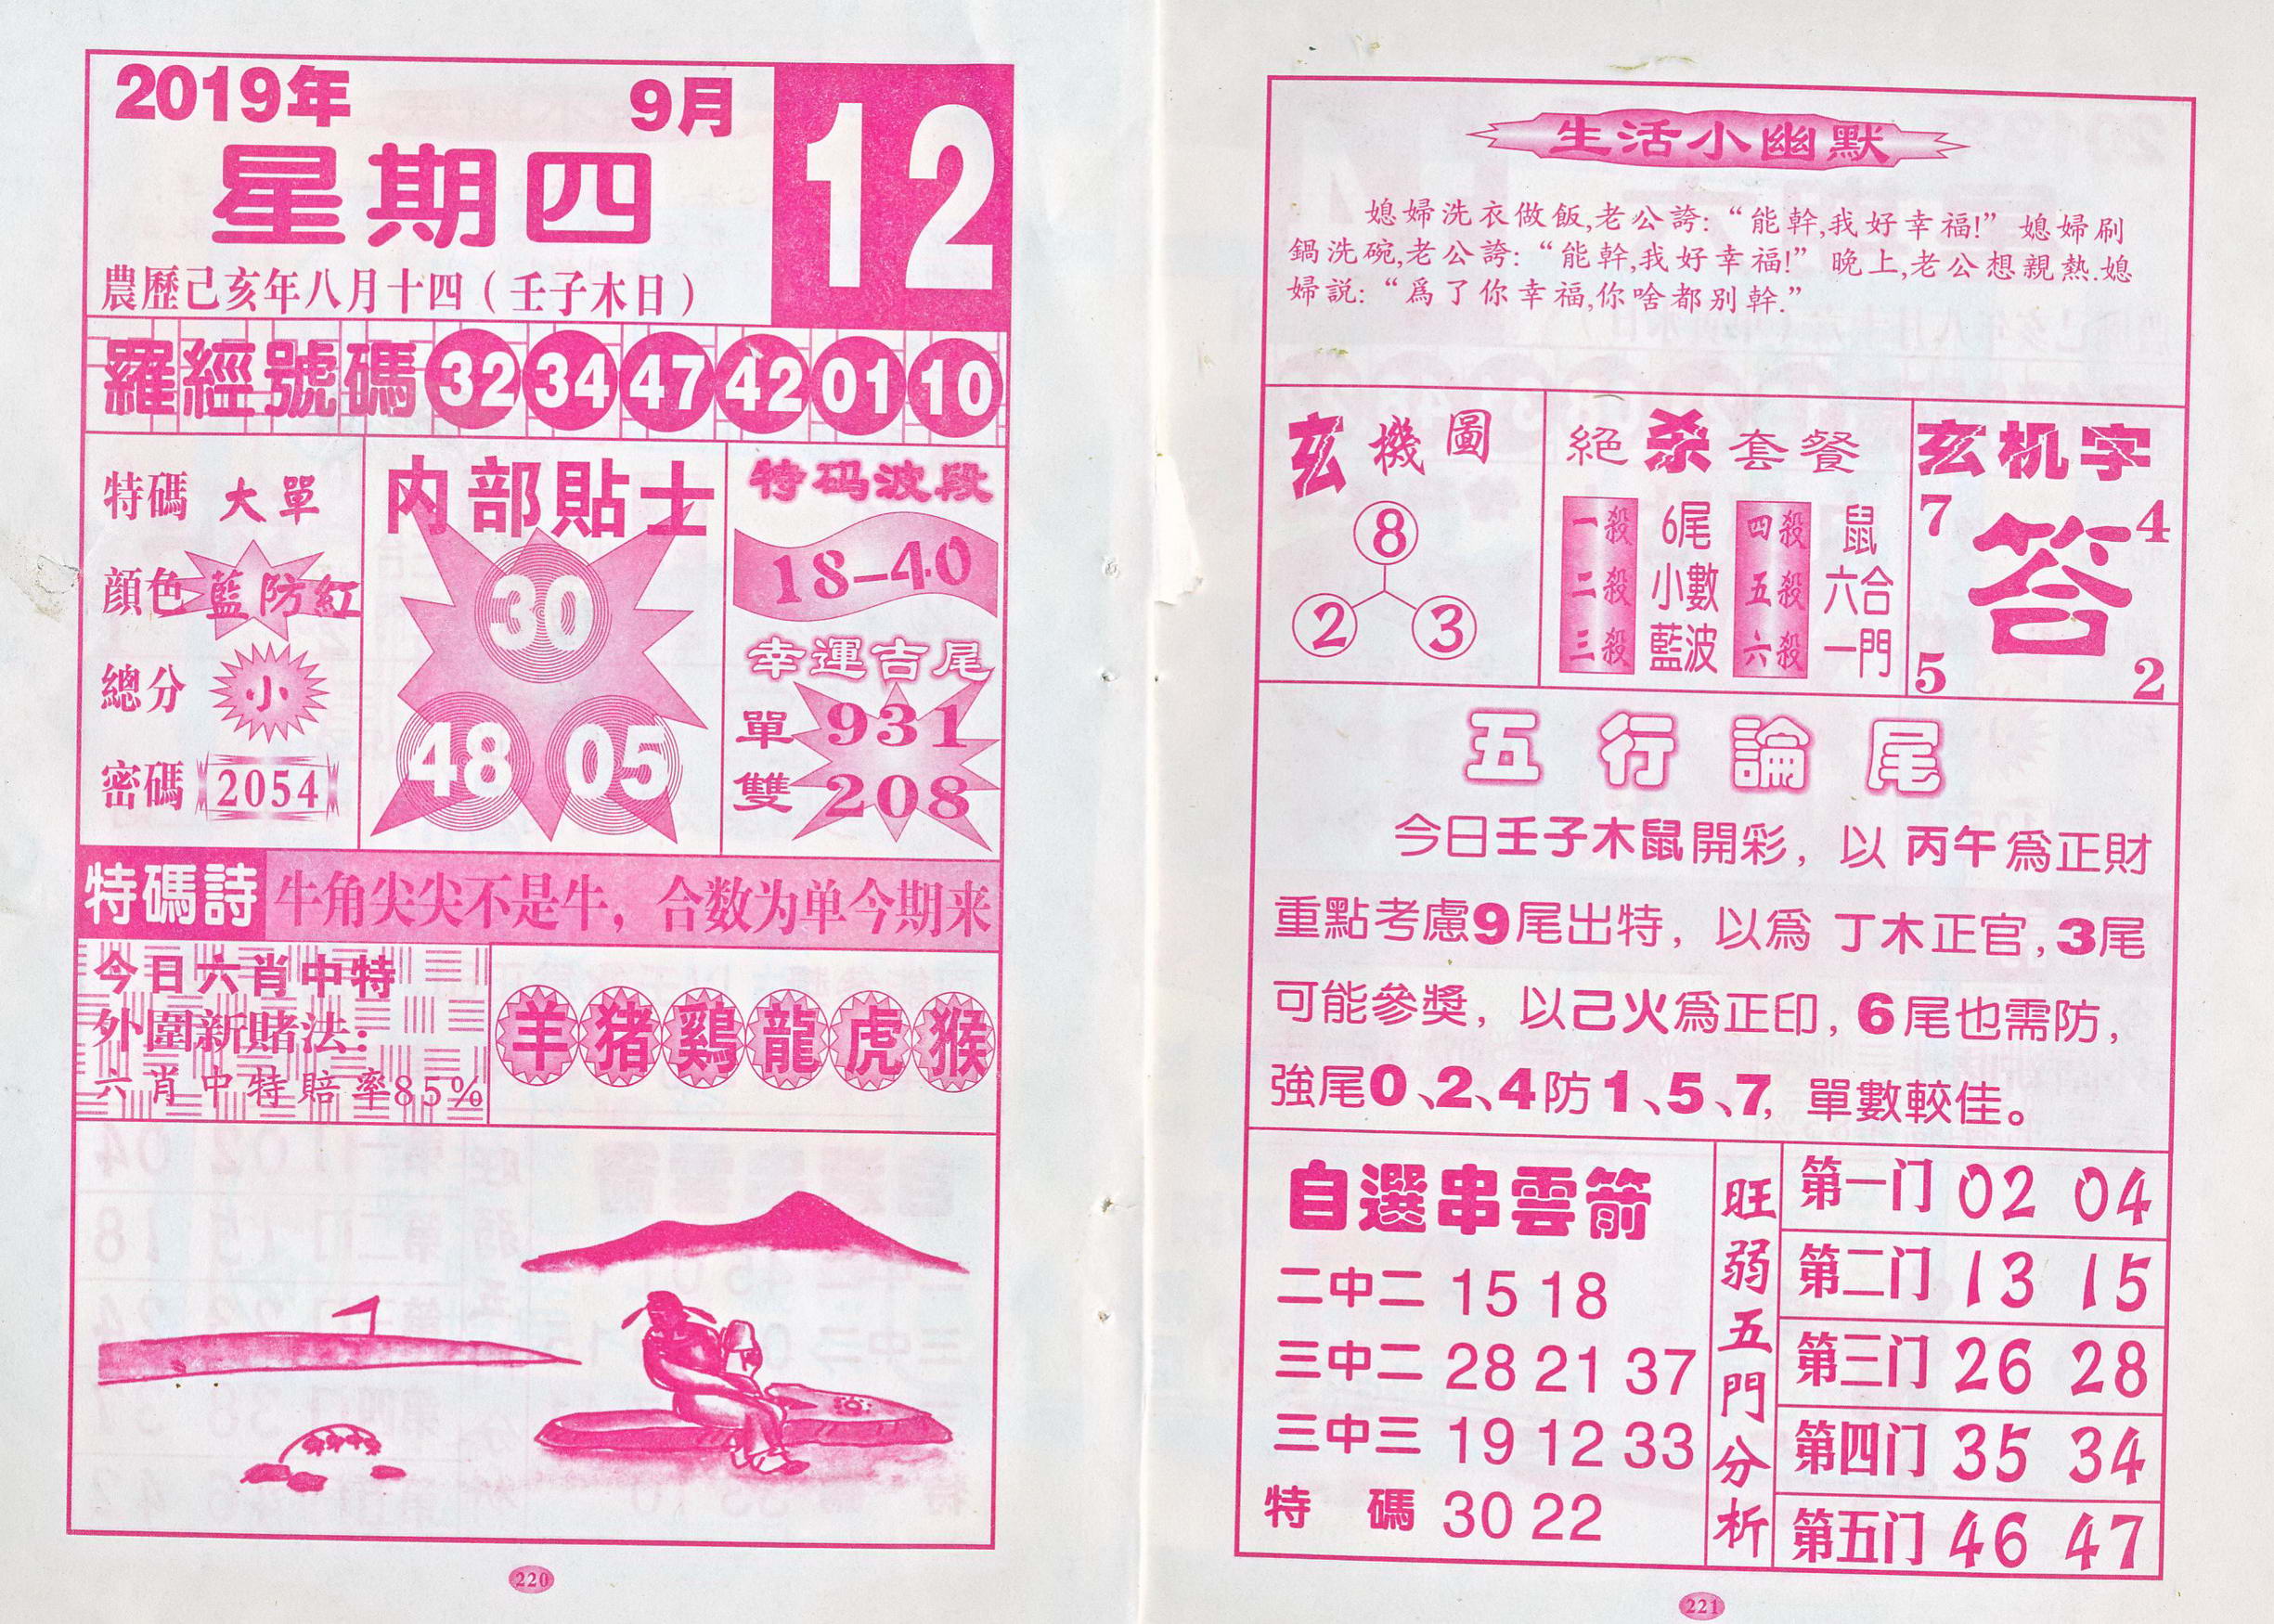 2019年
9月
12
星期四
農歷己亥年八月十四（壬子木日）
羅經號碼 32 34 47 42 01 10
特碼 大單
顔色 藍防紅
總分 小
密碼 2054
内部貼士
30
48 05
特码波段
18–40
幸運吉尾
單 931
雙 208
特碼詩 牛角尖尖不是牛，合数为单今期来
今日六肖中特
外圍新賭法：
六肖中特賠率85%
羊 猪 鷄 龍 虎 猴
220
生活小幽默
媳婦洗衣做飯,老公誇：“能幹,我好幸福!” 媳婦刷
鍋洗碗,老公誇：“能幹,我好幸福!” 晚上,老公想親熱.媳
婦説：“爲了你幸福,你啥都别幹.”
玄機圖
8
2 3
絕杀套餐
一殺 6尾 四殺 鼠
二殺 小數 五殺 六合
三殺 藍波 六殺 一門
玄机字
7 4
答
5 2
五行論尾
今日壬子木鼠開彩，以 丙午 爲正財
重點考慮9尾出特，以爲 丁木正官,3尾
可能參獎，以己火爲正印，6尾也需防，
強尾0、2、4防1、5、7，單數較佳。
自選串雲箭
二中二 15 18
三中二 28 21 37
三中三 19 12 33
特碼 30 22
旺弱五門分析
第一门 02 04
第二门 13 15
第三门 26 28
第四门 35 34
第五门 46 47
221